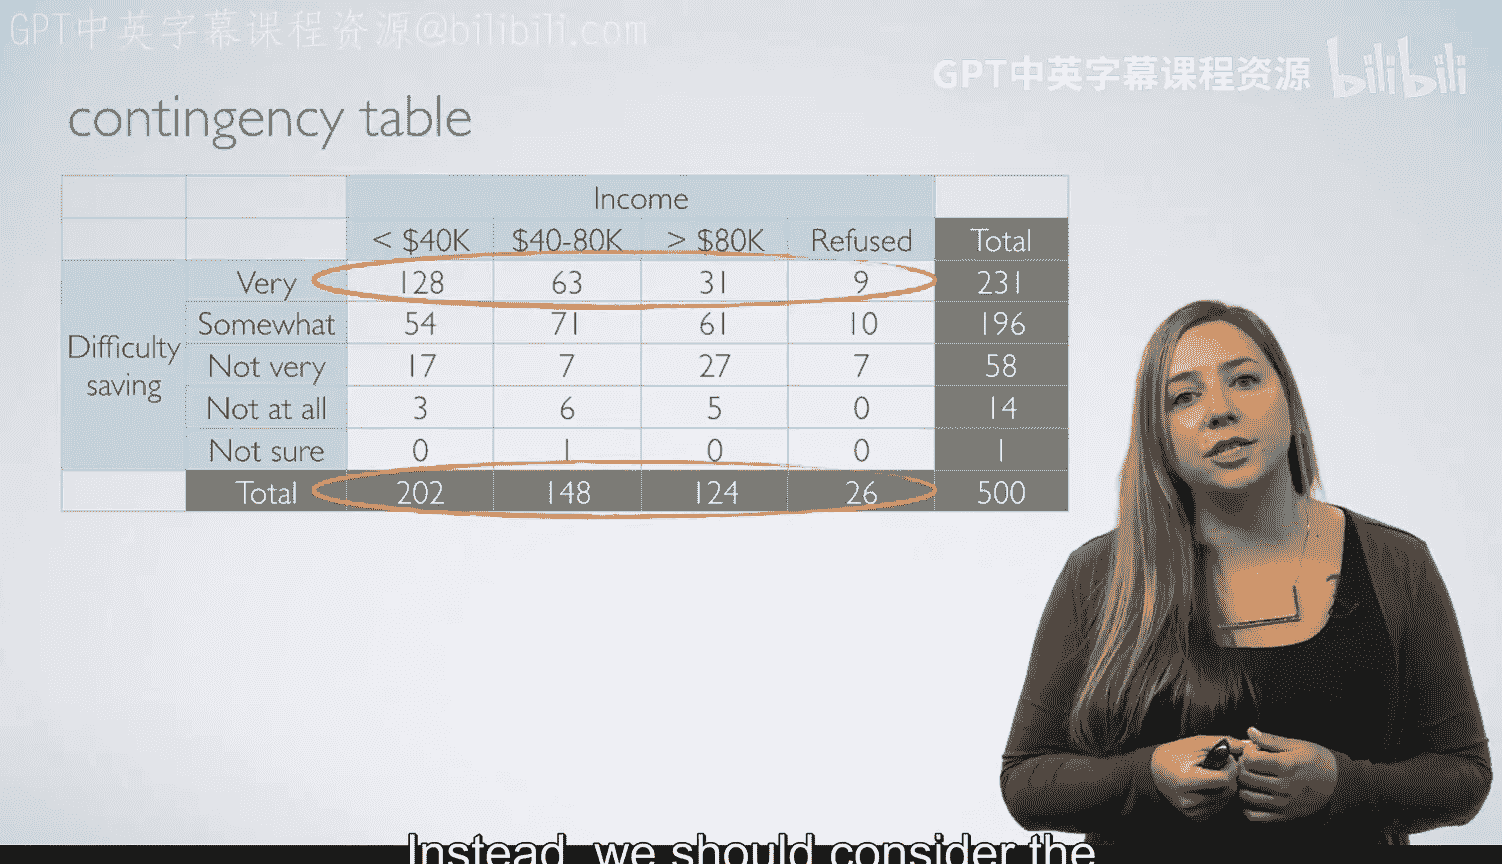 GPT中英字幕课程资源@bilibili.com
GPT中英字幕课程资源 bilibili
contingency table
Income
< $40K $40-80K > $80K Refused Total
Very 128 63 31 9 231
Somewhat 54 71 61 10 196
Difficulty saving
Not very 17 7 27 7 58
Not at all 3 6 5 0 14
Not sure 0 1 0 0 1
Total 202 148 124 26 500
Instead, we should consider the